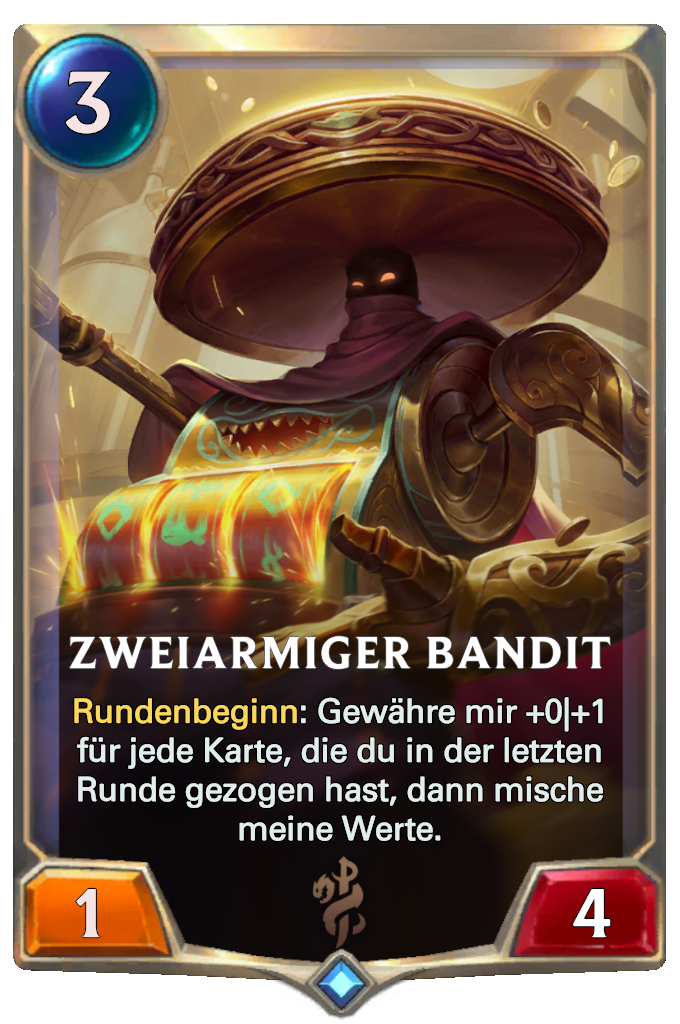 3
ZWEIARMIGER BANDIT
Rundenbeginn: Gewähre mir +0|+1
für jede Karte, die du in der letzten
Runde gezogen hast, dann mische
meine Werte.
1
4